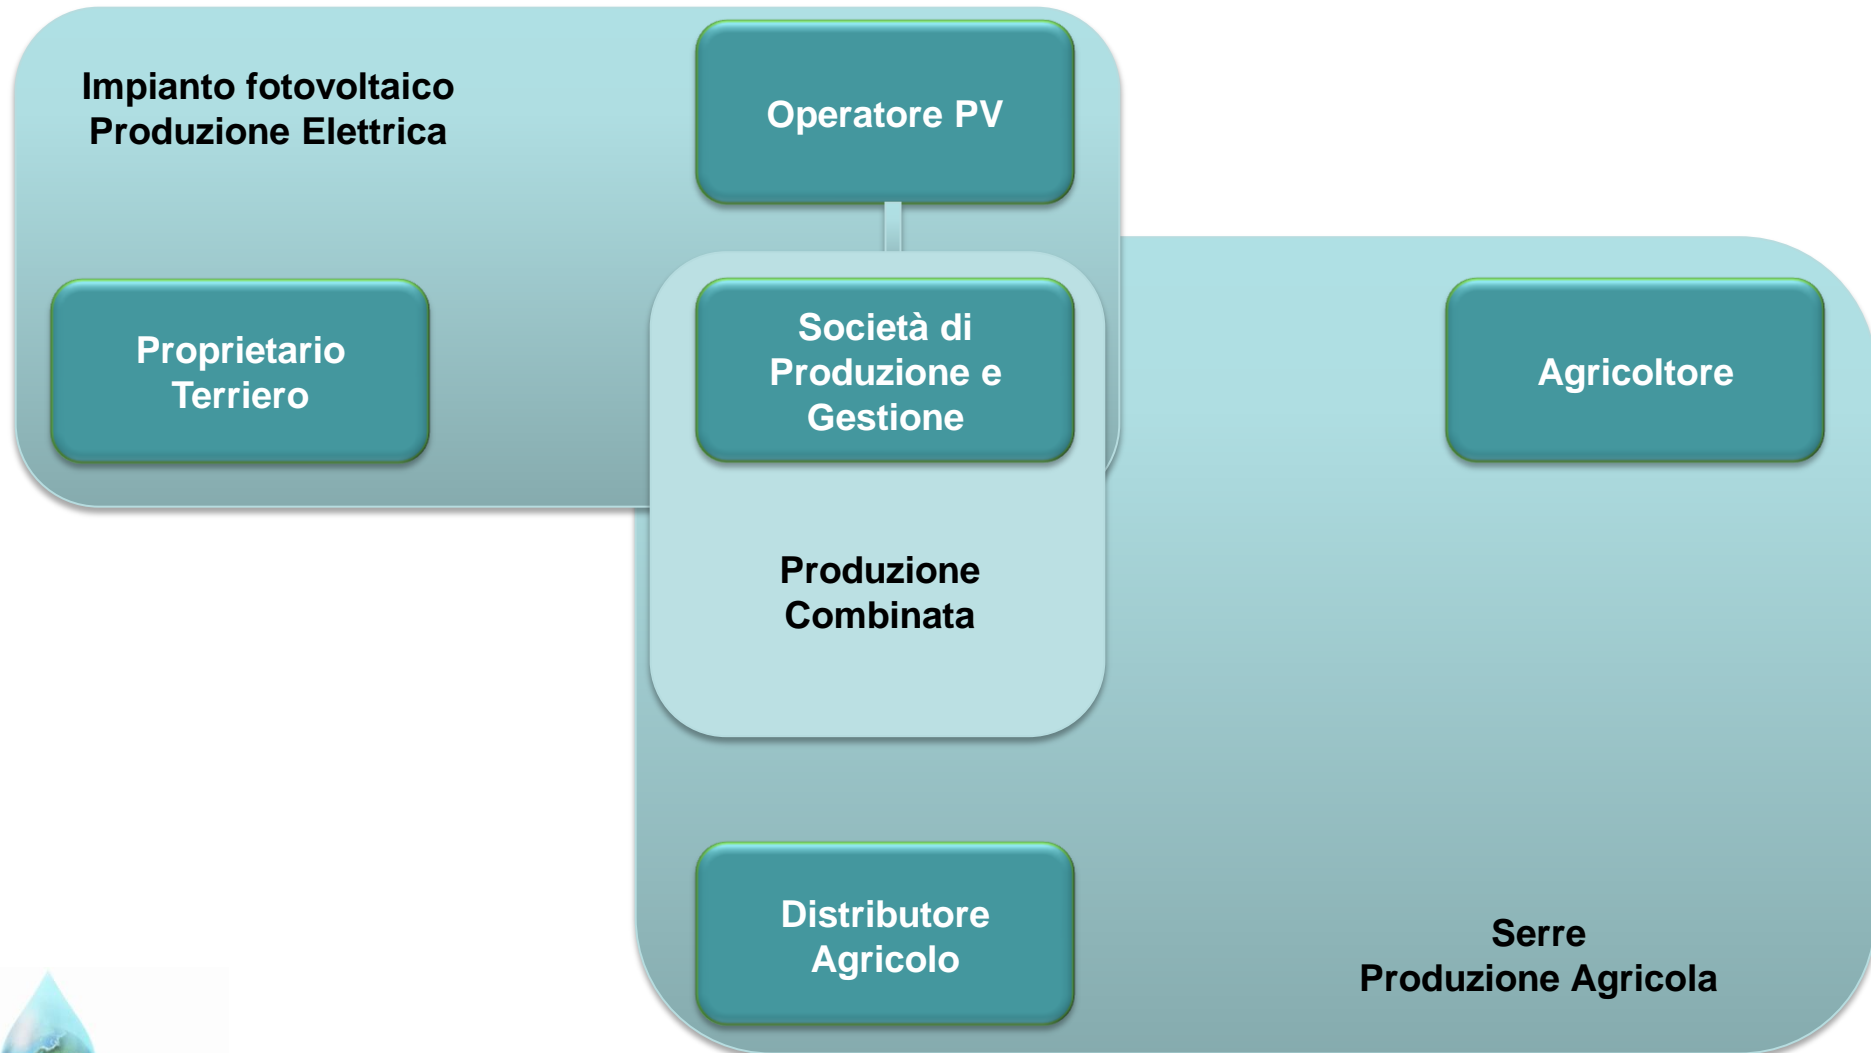 Impianto fotovoltaico
Produzione Elettrica
Operatore PV
Proprietario
Terriero
Società di
Produzione e
Gestione
Agricoltore
Produzione
Combinata
Distributore
Agricolo
Serre
Produzione Agricola